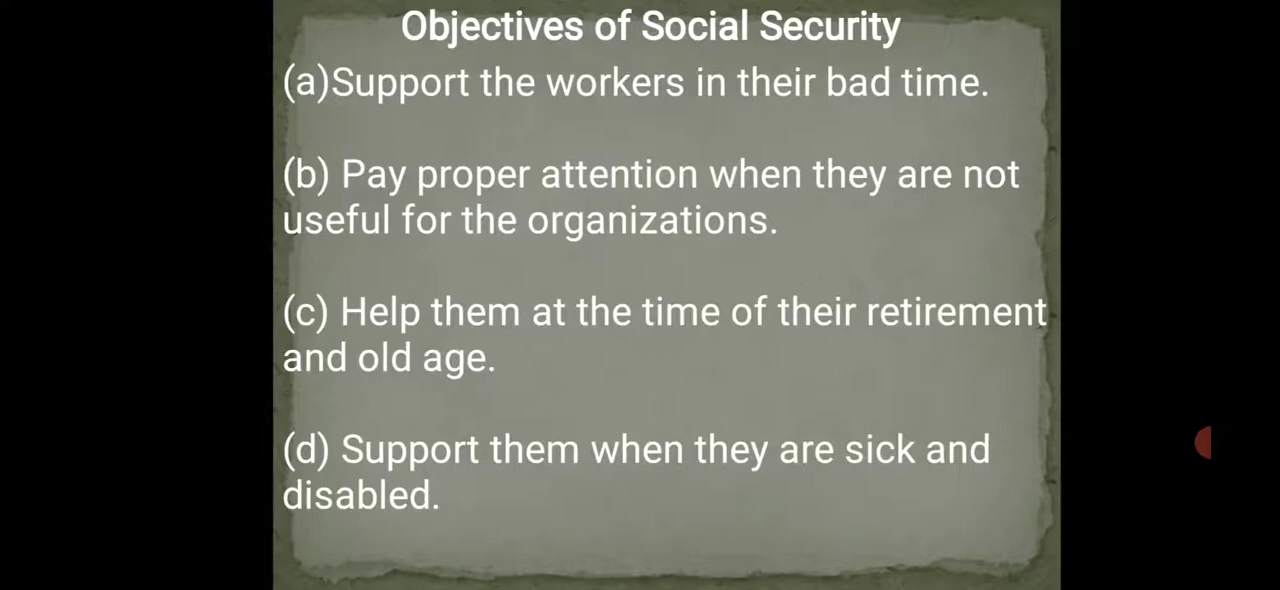 Objectives of Social Security
(a)Support the workers in their bad time.
(b) Pay proper attention when they are not
useful for the organizations.
(c) Help them at the time of their retirement
and old age.
(d) Support them when they are sick and
disabled.